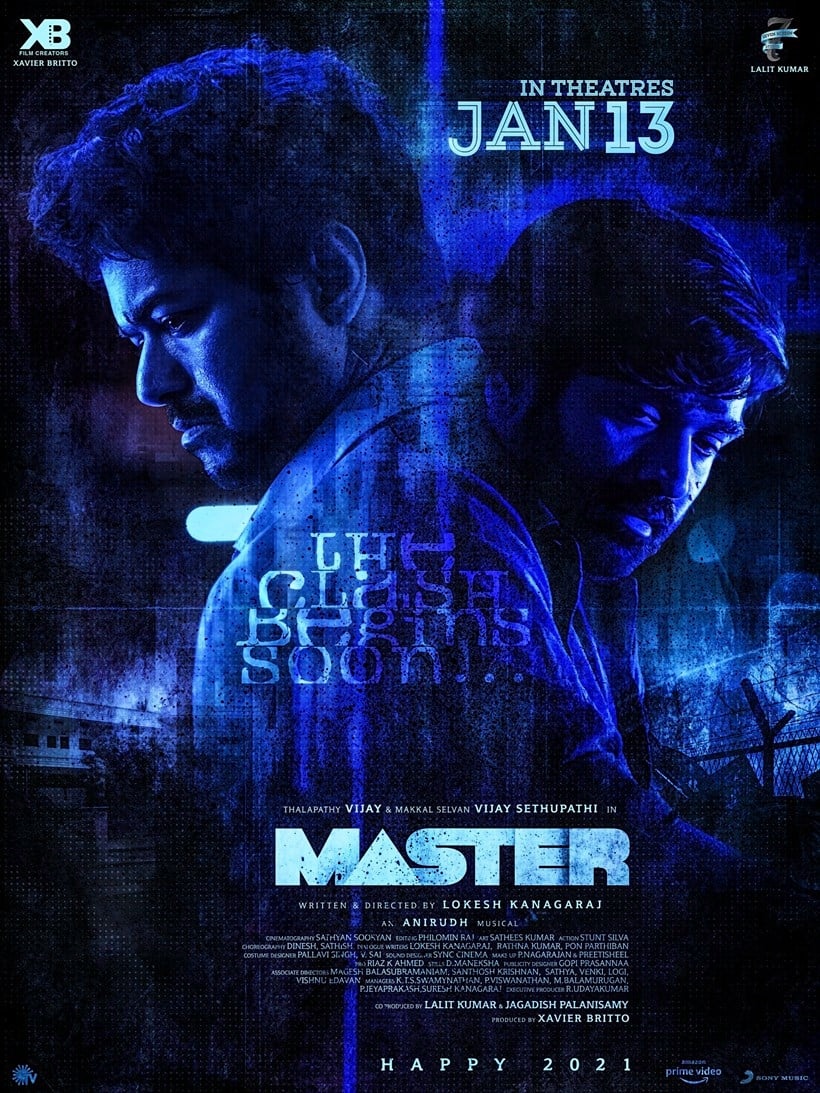 XB
FILM CREATORS
XAVIER BRITTO
7
SEVEN SCREEN
LALIT KUMAR
IN THEATRES
JAN 13
tHe
CLaSH
BegINS
SOON...
THALAPATHY VIJAY & MAKKAL SELVAN VIJAY SETHUPATHI IN
MASTER
WRITTEN & DIRECTED BY LOKESH KANAGARAJ
AN ANIRUDH MUSICAL
CINEMATOGRAPHY SATHYAN SOORYAN EDITING PHILOMIN RAJ ART SATHEES KUMAR ACTION STUNT SILVA
CHOREOGRAPHY DINESH, SATHISH DIALOGUE WRITERS LOKESH KANAGARAJ, RATHNA KUMAR, PON PARTHIBAN
COSTUME DESIGNER PALLAVI SINGH, V. SAI SOUND DESIGNER SYNC CINEMA MAKE UP P.NAGARAJAN & PREETISHEEL
PRO RIAZ K AHMED STILLS D.MANEKSHA PUBLICITY DESIGNER GOPI PRASANNAA
ASSOCIATE DIRECTORS MAGESH BALASUBRAMANIAM, SANTHOSH KRISHNAN, SATHYA, VENKI, LOGI,
VISHNU EDAVAN MANAGERS K.T.S.SWAMYNATHAN, P.VISWANATHAN, M.BALAMURUGAN,
P.JEYAPRAKASH, SURESH KANAGARAJ EXECUTIVE PRODUCER R.UDAYAKUMAR
CO PRODUCED BY LALIT KUMAR & JAGADISH PALANISAMY
PRODUCED BY XAVIER BRITTO
HAPPY 2021
TV
amazon
prime video
SONY MUSIC